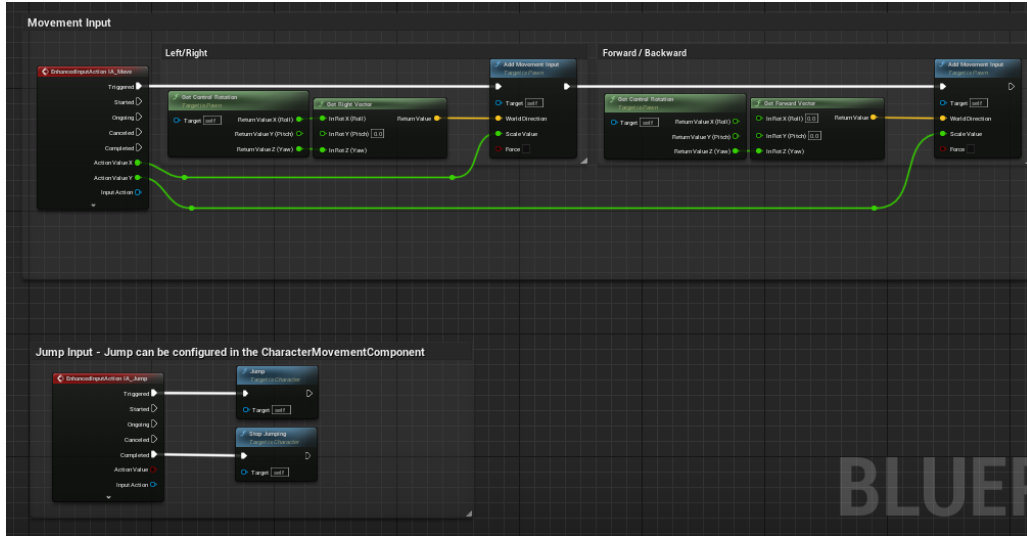 Movement Input
Left/Right
Forward / Backward
EnhancedInputAction IA_Move
Triggered
Started
Ongoing
Canceled
Completed
Action Value X
Action Value Y
Input Action
Get Control Rotation
Target is Pawn
Target self
Return Value X (Roll)
Return Value Y (Pitch)
Return Value Z (Yaw)
Get Right Vector
In Rot X (Roll)
Return Value
In Rot Y (Pitch) 0.0
In Rot Z (Yaw)
Add Movement Input
Target is Pawn
Target self
World Direction
Scale Value
Force
Get Control Rotation
Target is Pawn
Target self
Return Value X (Roll)
Return Value Y (Pitch)
Return Value Z (Yaw)
Get Forward Vector
In Rot X (Roll) 0.0
Return Value
In Rot Y (Pitch) 0.0
In Rot Z (Yaw)
Add Movement Input
Target is Pawn
Target self
World Direction
Scale Value
Force
Jump Input - Jump can be configured in the CharacterMovementComponent
EnhancedInputAction IA_Jump
Triggered
Started
Ongoing
Canceled
Completed
Action Value
Input Action
Jump
Target is Character
Target self
Stop Jumping
Target is Character
Target self
BLUEP